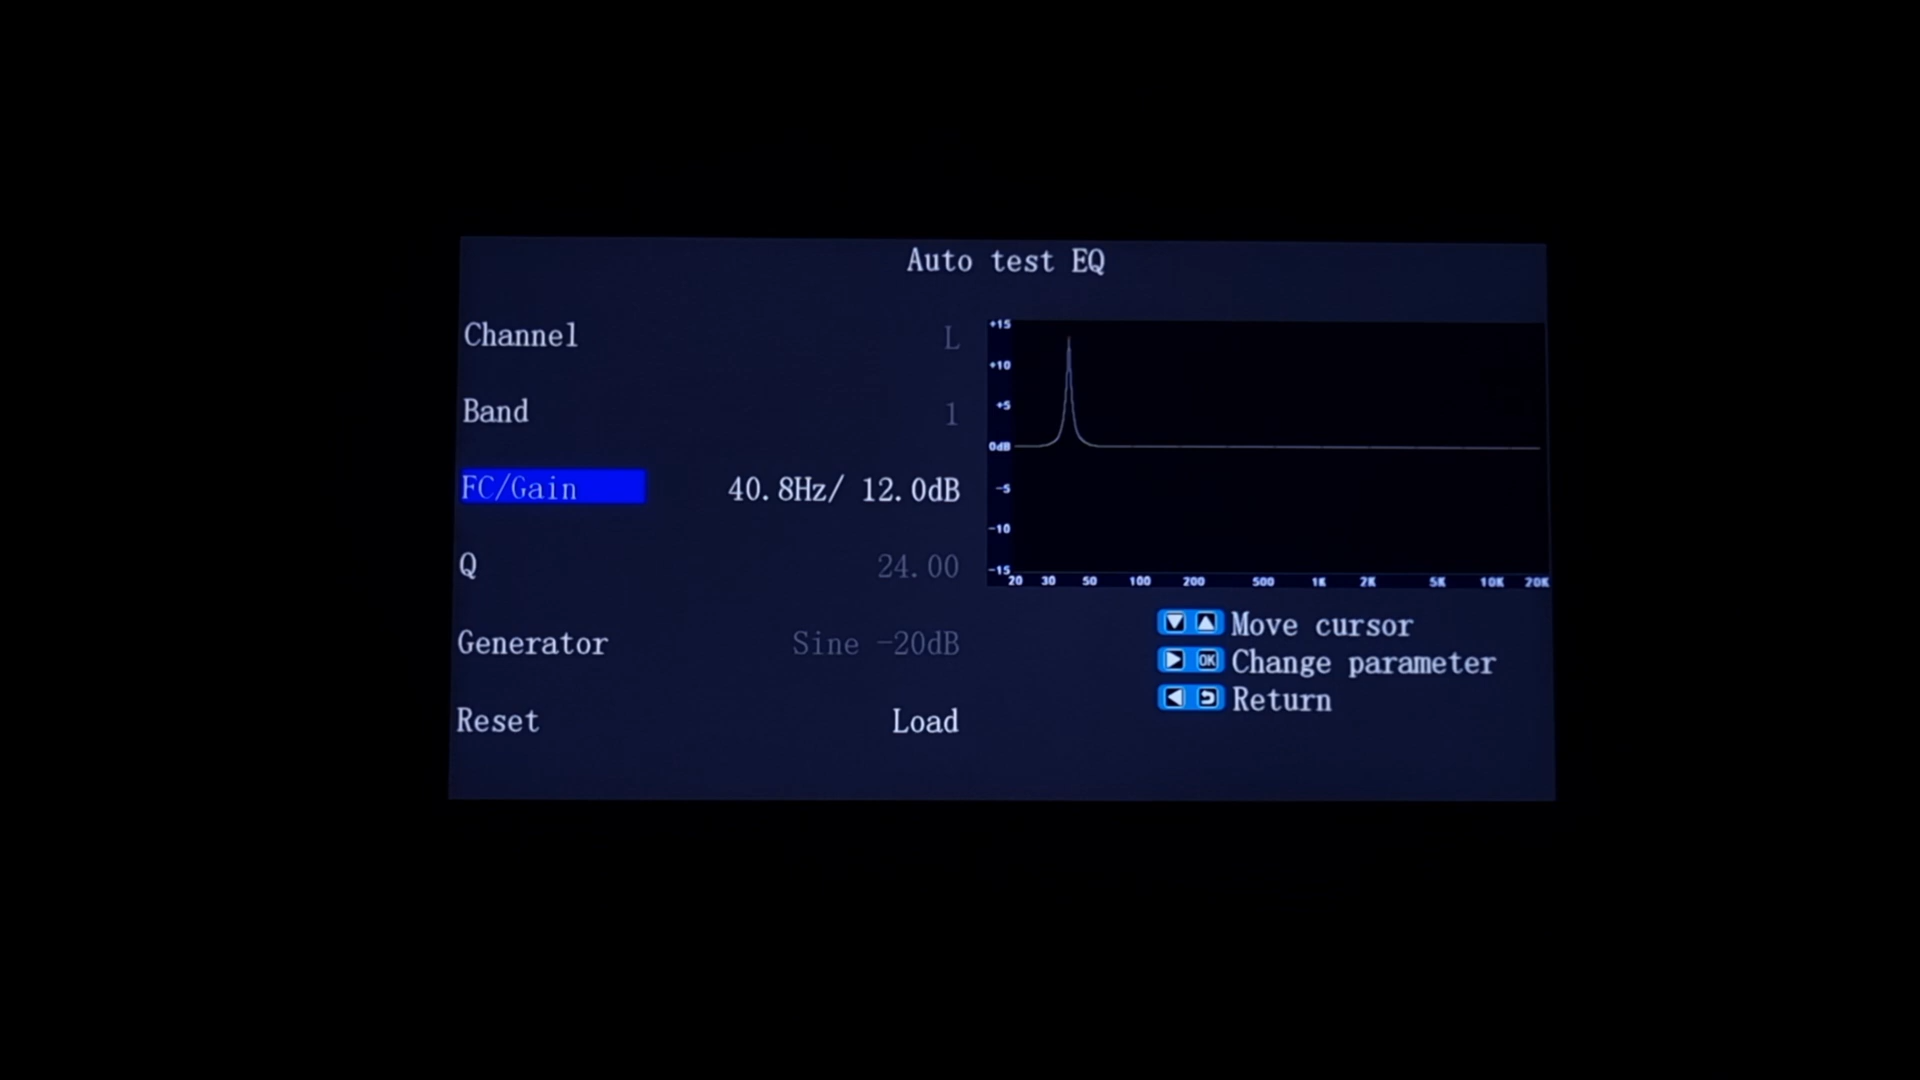 Auto test EQ
Channel L
Band 1
FC/Gain 40.8Hz/ 12.0dB
Q 24.00
Generator Sine -20dB
Reset Load
+15
+10
+5
0dB
-5
-10
-15
20 30 50 100 200 500 1K 2K 5K 10K 20K
Move cursor
OK Change parameter
Return